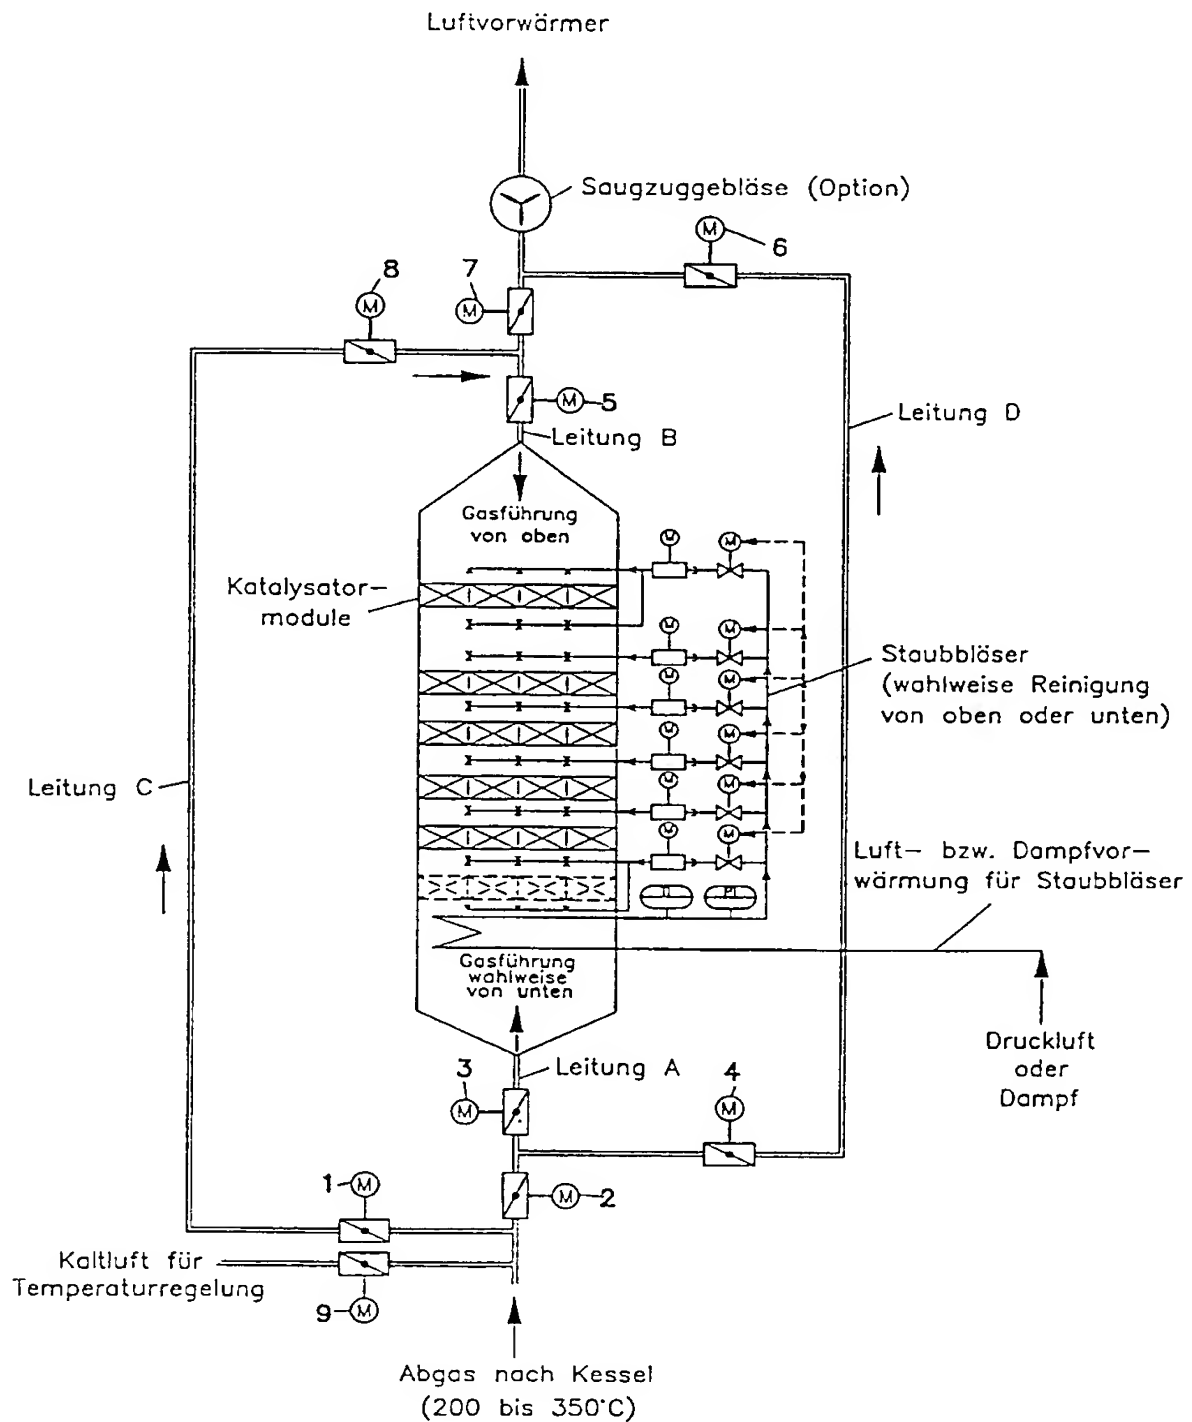 Luftvorwärmer
Saugzuggebläse (Option)
M
6
8
7
M
M
M
5
Leitung B
Leitung D
Gasführung
von oben
M
M
Katalysator-
module
M
M
Staubbläser
(wahlweise Reinigung
von oben oder unten)
M
M
M
M
Leitung C
M
M
M
M
Luft- bzw. Dampfvor-
wärmung für Staubbläser
TI
PI
Gasführung
wahlweise
von unten
Druckluft
oder
Dampf
3
Leitung A
4
M
M
1
M
M
2
Kaltluft für
Temperaturregelung
9
M
Abgas nach Kessel
(200 bis 350°C)